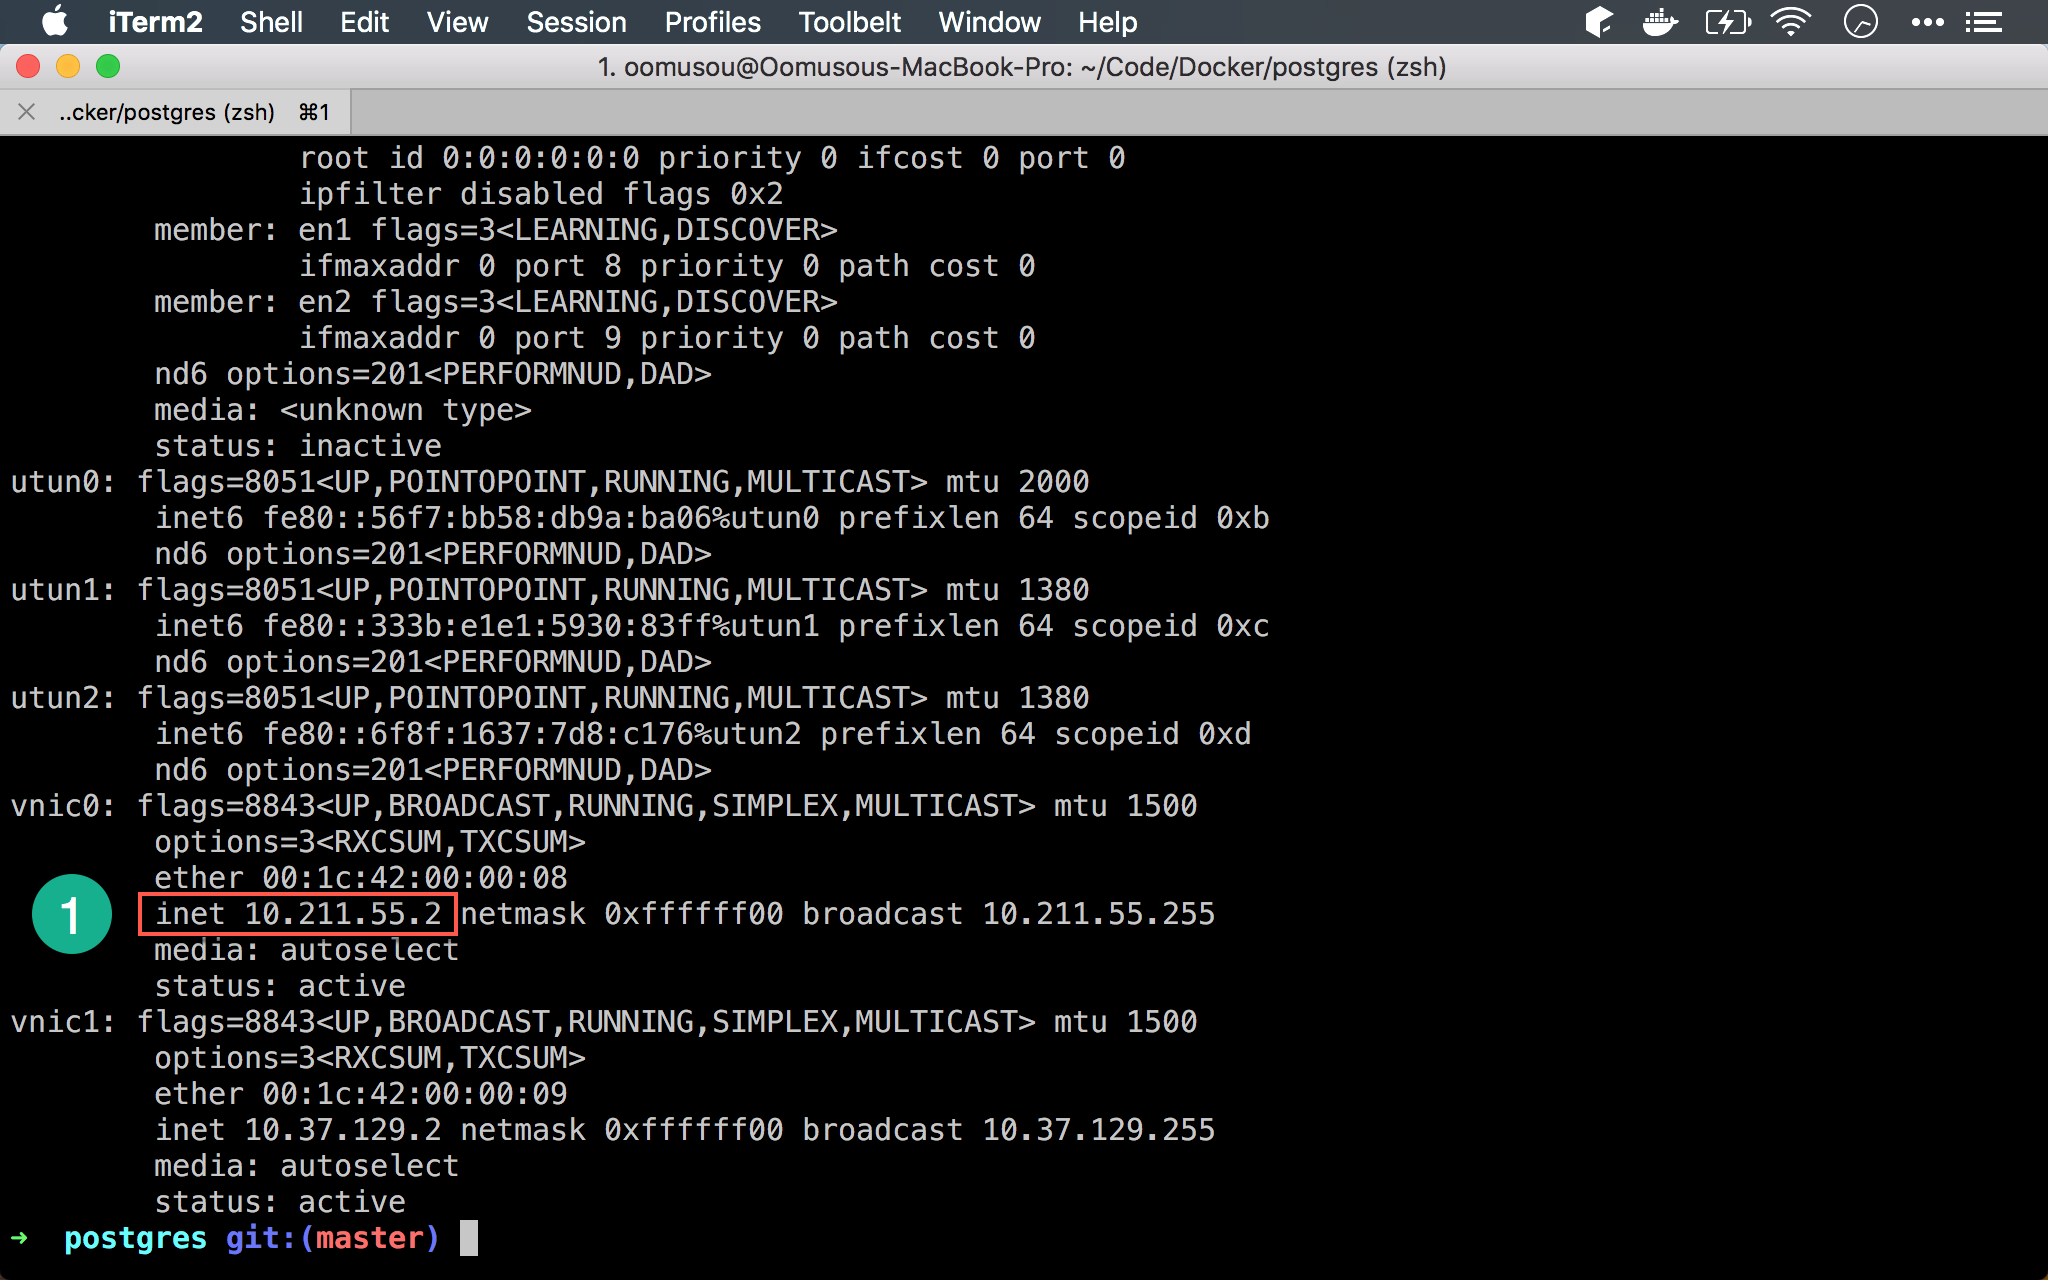 iTerm2 Shell Edit View Session Profiles Toolbelt Window Help
1. oomusou@Oomusous-MacBook-Pro: ~/Code/Docker/postgres (zsh)
..cker/postgres (zsh) ⌘1
root id 0:0:0:0:0:0 priority 0 ifcost 0 port 0
ipfilter disabled flags 0x2
member: en1 flags=3<LEARNING,DISCOVER>
ifmaxaddr 0 port 8 priority 0 path cost 0
member: en2 flags=3<LEARNING,DISCOVER>
ifmaxaddr 0 port 9 priority 0 path cost 0
nd6 options=201<PERFORMNUD,DAD>
media: <unknown type>
status: inactive
utun0: flags=8051<UP,POINTOPOINT,RUNNING,MULTICAST> mtu 2000
inet6 fe80::56f7:bb58:db9a:ba06%utun0 prefixlen 64 scopeid 0xb
nd6 options=201<PERFORMNUD,DAD>
utun1: flags=8051<UP,POINTOPOINT,RUNNING,MULTICAST> mtu 1380
inet6 fe80::333b:e1e1:5930:83ff%utun1 prefixlen 64 scopeid 0xc
nd6 options=201<PERFORMNUD,DAD>
utun2: flags=8051<UP,POINTOPOINT,RUNNING,MULTICAST> mtu 1380
inet6 fe80::6f8f:1637:7d8:c176%utun2 prefixlen 64 scopeid 0xd
nd6 options=201<PERFORMNUD,DAD>
vnic0: flags=8843<UP,BROADCAST,RUNNING,SIMPLEX,MULTICAST> mtu 1500
options=3<RXCSUM,TXCSUM>
ether 00:1c:42:00:00:08
1 inet 10.211.55.2 netmask 0xffffff00 broadcast 10.211.55.255
media: autoselect
status: active
vnic1: flags=8843<UP,BROADCAST,RUNNING,SIMPLEX,MULTICAST> mtu 1500
options=3<RXCSUM,TXCSUM>
ether 00:1c:42:00:00:09
inet 10.37.129.2 netmask 0xffffff00 broadcast 10.37.129.255
media: autoselect
status: active
➜ postgres git:(master)